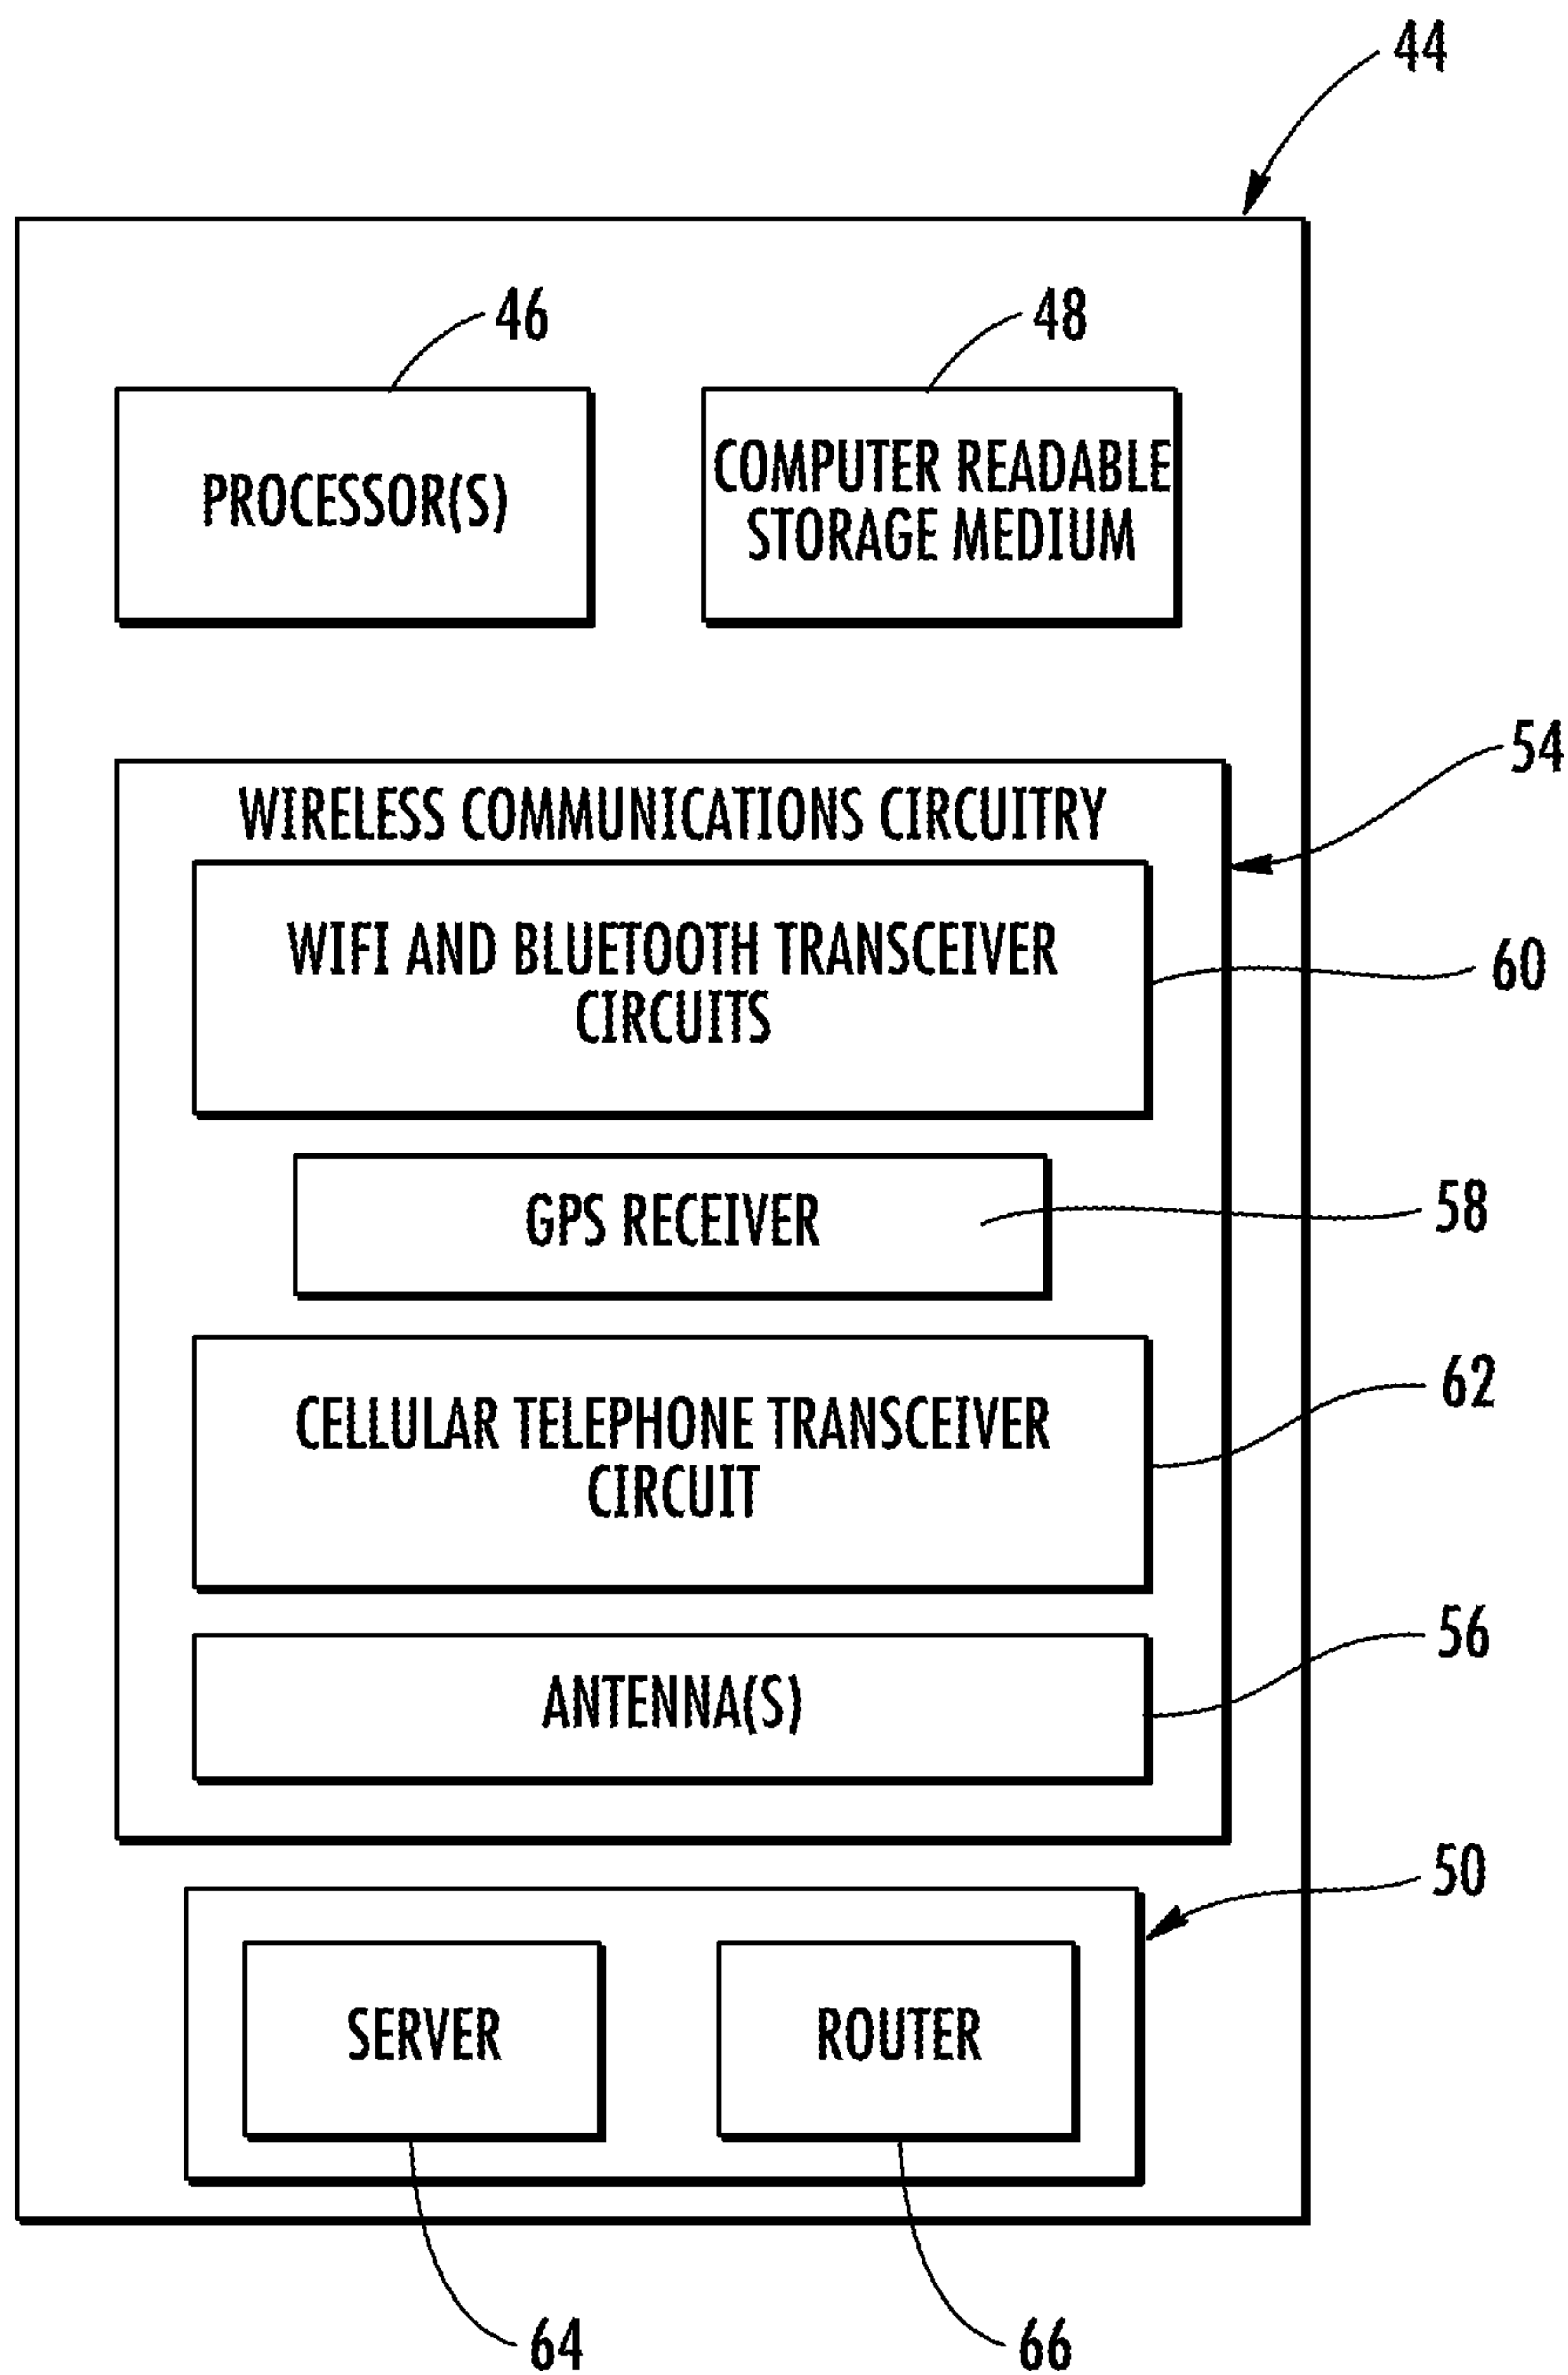 44
46
48
PROCESSOR(S)
COMPUTER READABLE
STORAGE MEDIUM
54
WIRELESS COMMUNICATIONS CIRCUITRY
WIFI AND BLUETOOTH TRANSCEIVER
CIRCUITS
60
GPS RECEIVER
58
CELLULAR TELEPHONE TRANSCEIVER
CIRCUIT
62
ANTENNA(S)
56
50
SERVER
ROUTER
64
66